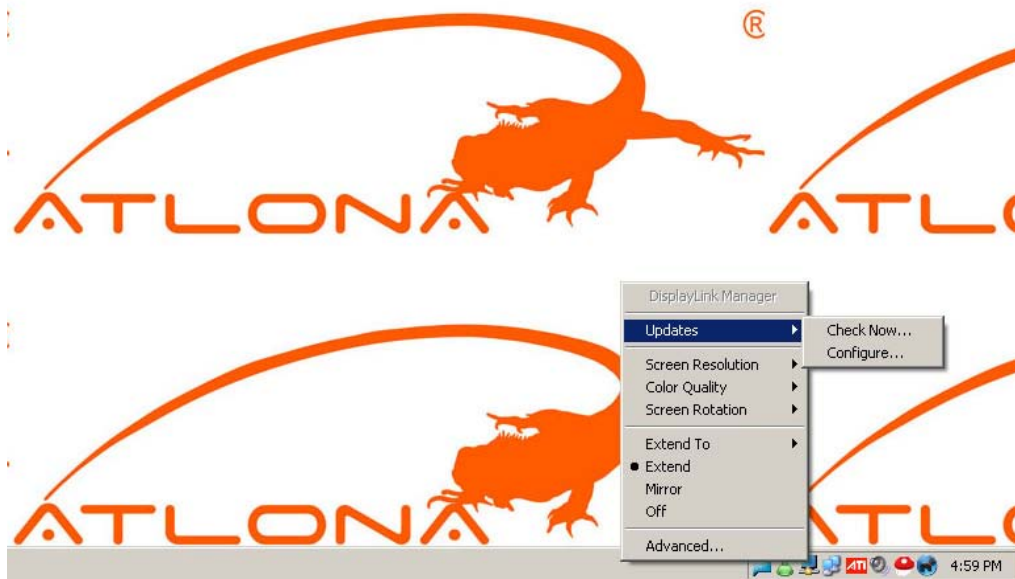 ®
ATLONA
ATL
DisplayLink Manager
Updates
Check Now...
Configure...
Screen Resolution
Color Quality
Screen Rotation
Extend To
Extend
Mirror
Off
Advanced...
ATLONA
ATL
ATI
4:59 PM